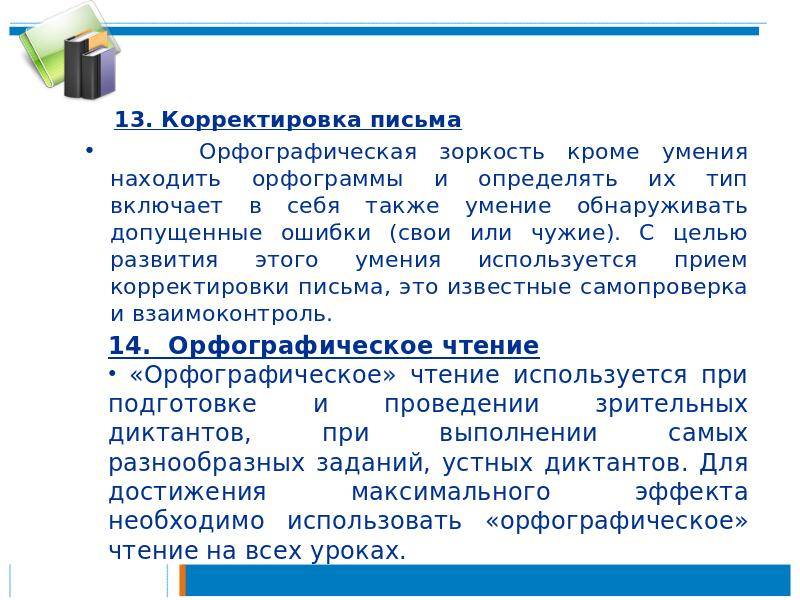 13. Корректировка письма
• Орфографическая зоркость кроме умения
находить орфограммы и определять их тип
включает в себя также умение обнаруживать
допущенные ошибки (свои или чужие). С целью
развития этого умения используется прием
корректировки письма, это известные самопроверка
и взаимоконтроль.
14. Орфографическое чтение
• «Орфографическое» чтение используется при
подготовке и проведении зрительных
диктантов, при выполнении самых
разнообразных заданий, устных диктантов. Для
достижения максимального эффекта
необходимо использовать «орфографическое»
чтение на всех уроках.